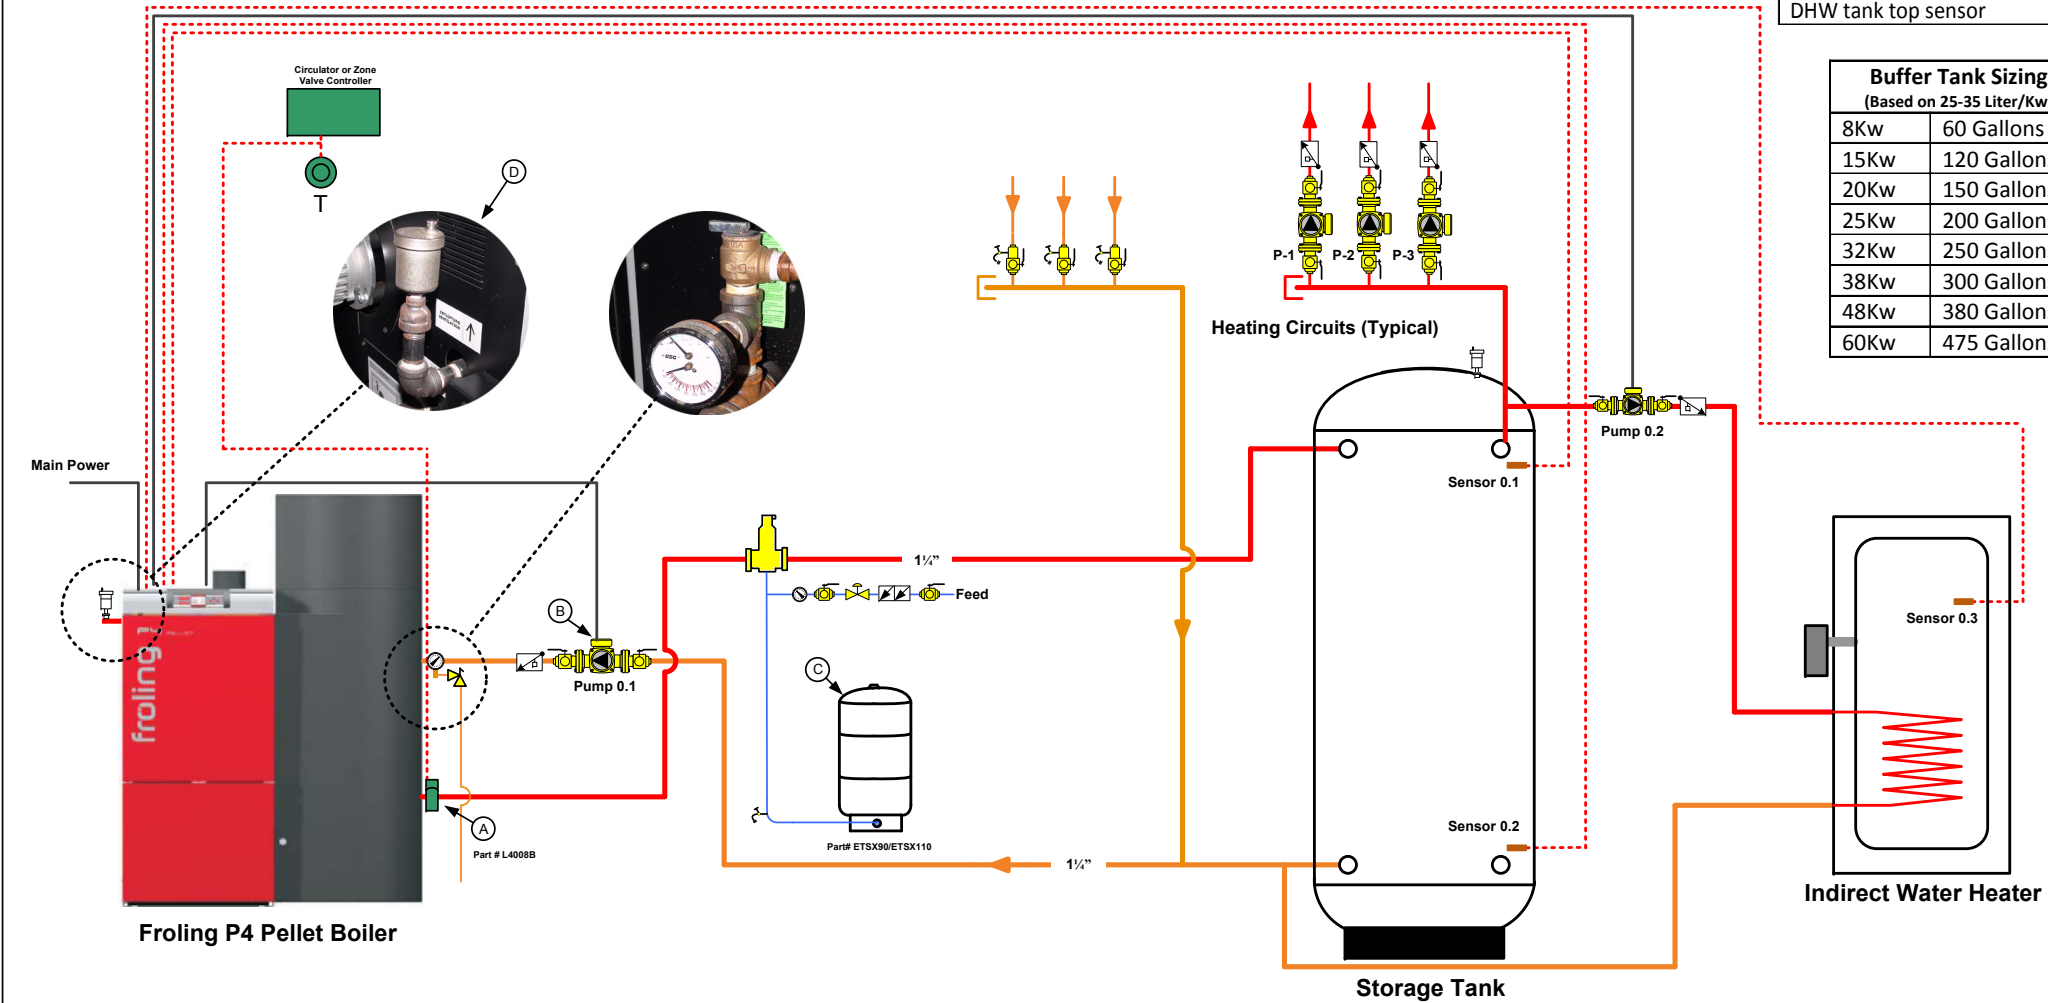 DHW tank top sensor
Buffer Tank Sizing
(Based on 25-35 Liter/Kw
8Kw 60 Gallons
15Kw 120 Gallon
20Kw 150 Gallon
25Kw 200 Gallon
32Kw 250 Gallon
38Kw 300 Gallon
48Kw 380 Gallon
60Kw 475 Gallon
Circulator or Zone
Valve Controller
T
D
P-1
P-2
P-3
Heating Circuits (Typical)
Pump 0.2
Main Power
Sensor 0.1
1¼”
Feed
B
Pump 0.1
froling
P4 PELLET
USG
C
Sensor 0.3
A
Part # L4008B
Part# ETSX90/ETSX110
Sensor 0.2
1¼”
Indirect Water Heater
Froling P4 Pellet Boiler
Storage Tank